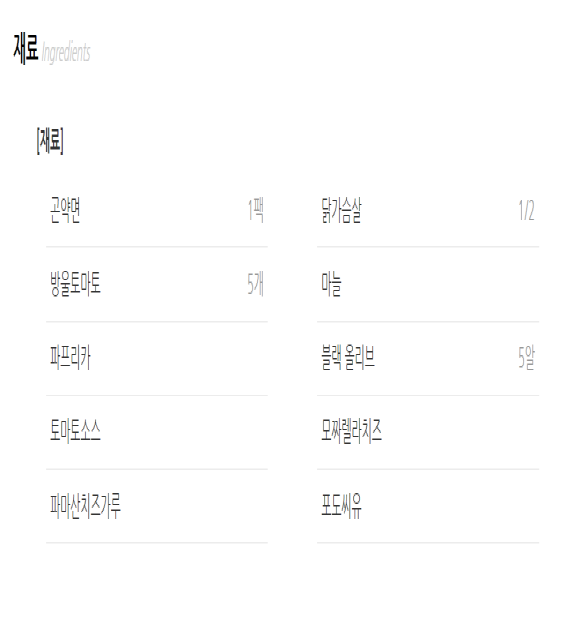 재료 Ingredients
[재료]
곤약면 1팩 닭가슴살 1/2
방울토마토 5개 마늘
파프리카 블랙 올리브 5알
토마토소스 모짜렐라치즈
파마산치즈가루 포도씨유